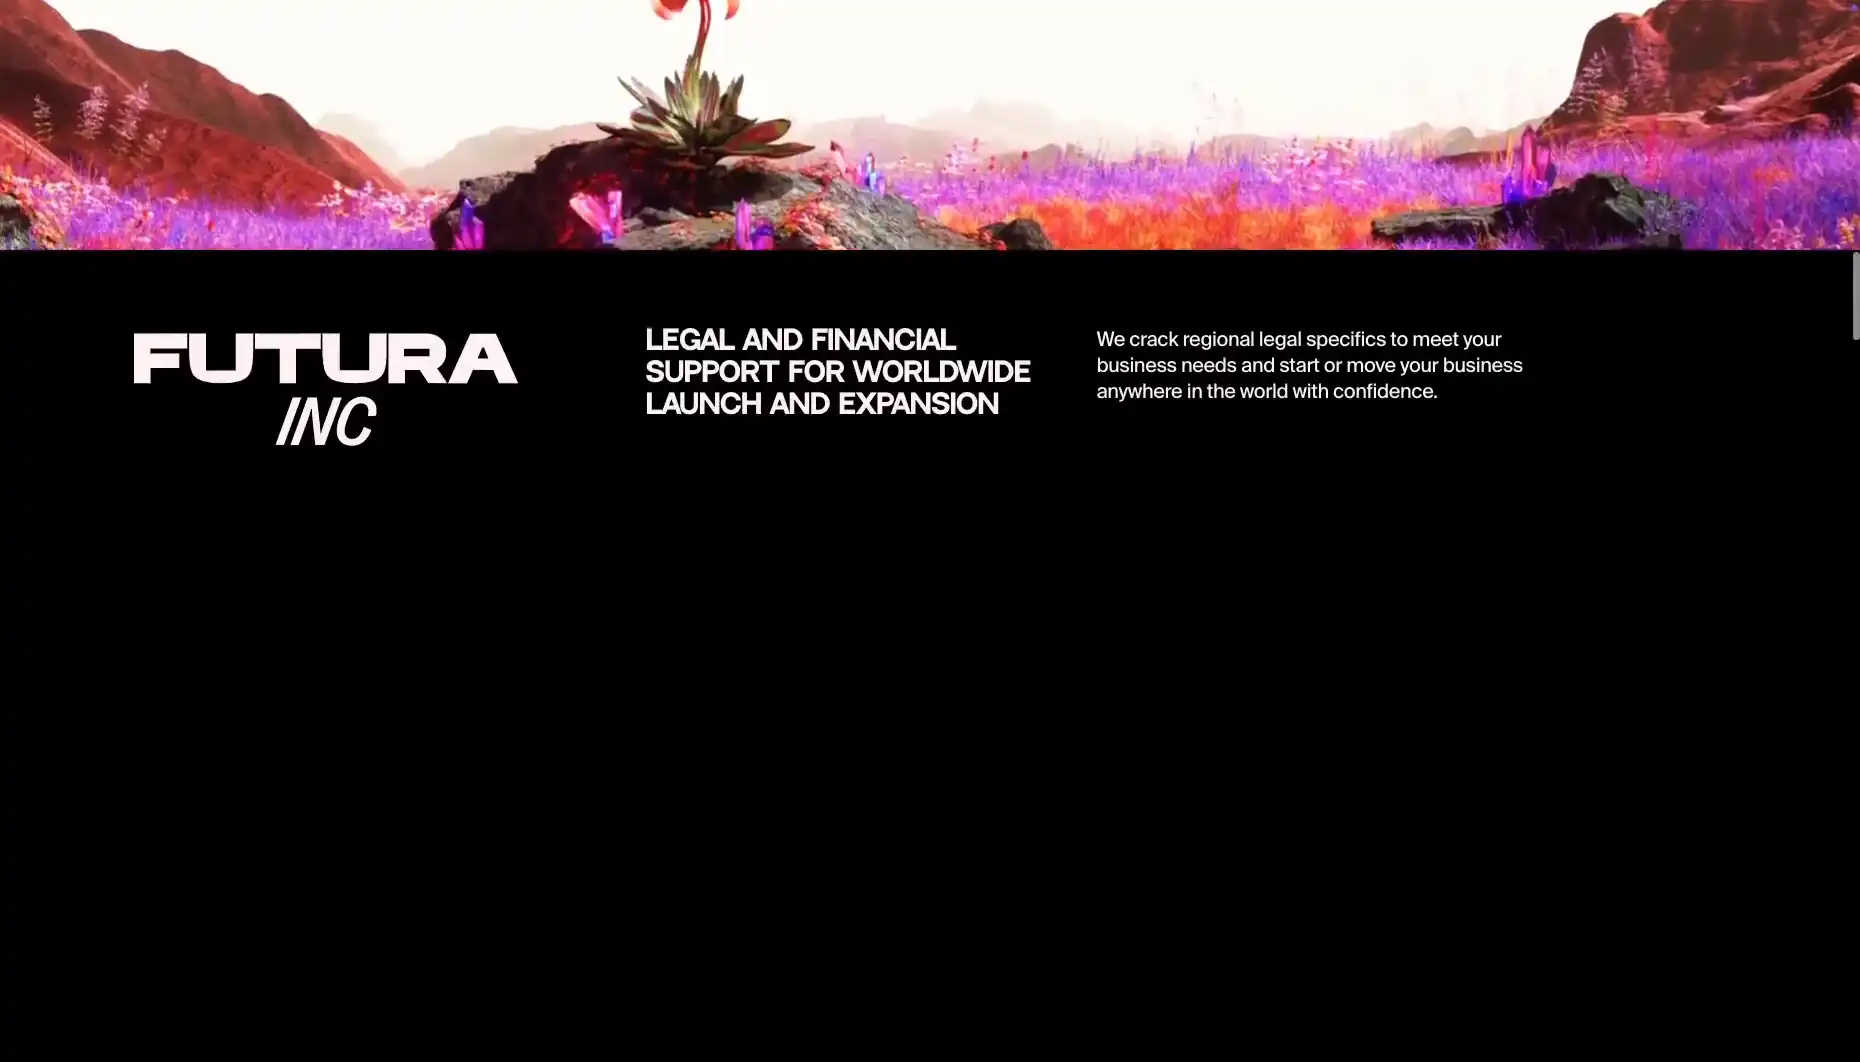 FUTURA
INC
LEGAL AND FINANCIAL
SUPPORT FOR WORLDWIDE
LAUNCH AND EXPANSION
We crack regional legal specifics to meet your
business needs and start or move your business
anywhere in the world with confidence.